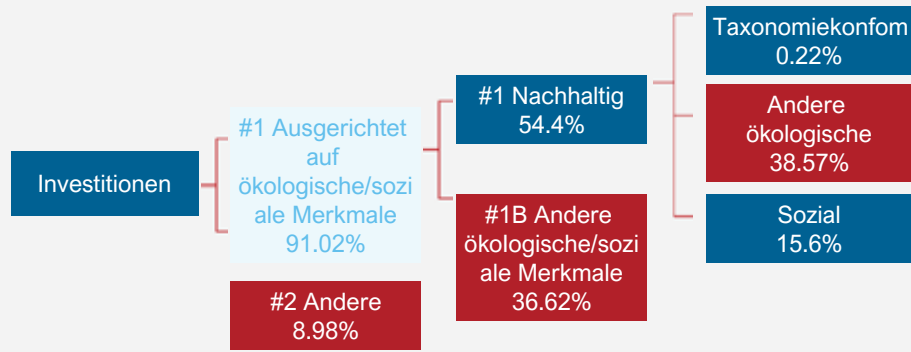 Investitionen
#1 Ausgerichtet
auf
ökologische/sozi
ale Merkmale
91.02%
#2 Andere
8.98%
#1 Nachhaltig
54.4%
#1B Andere
ökologische/sozi
ale Merkmale
36.62%
Taxonomiekonfom
0.22%
Andere
ökologische
38.57%
Sozial
15.6%